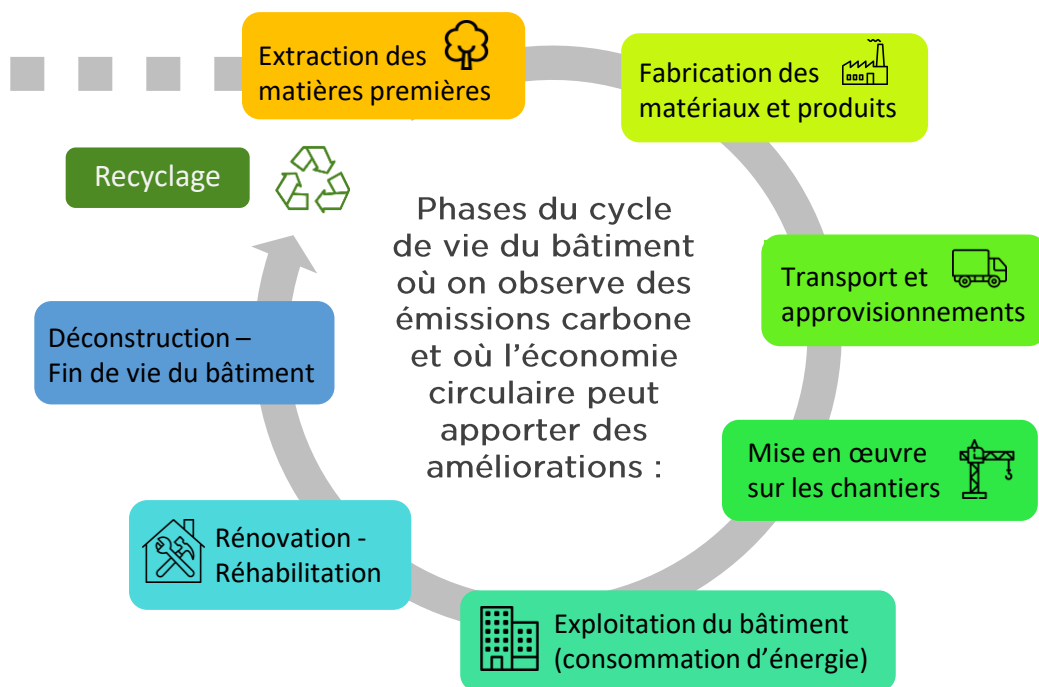 Extraction des
matières premières
Fabrication des
matériaux et produits
Recyclage
Phases du cycle
de vie du bâtiment
où on observe des
émissions carbone
et où l'économie
circulaire peut
apporter des
améliorations :
Transport et
approvisionnements
Déconstruction –
Fin de vie du bâtiment
Mise en œuvre
sur les chantiers
Rénovation -
Réhabilitation
Exploitation du bâtiment
(consommation d'énergie)